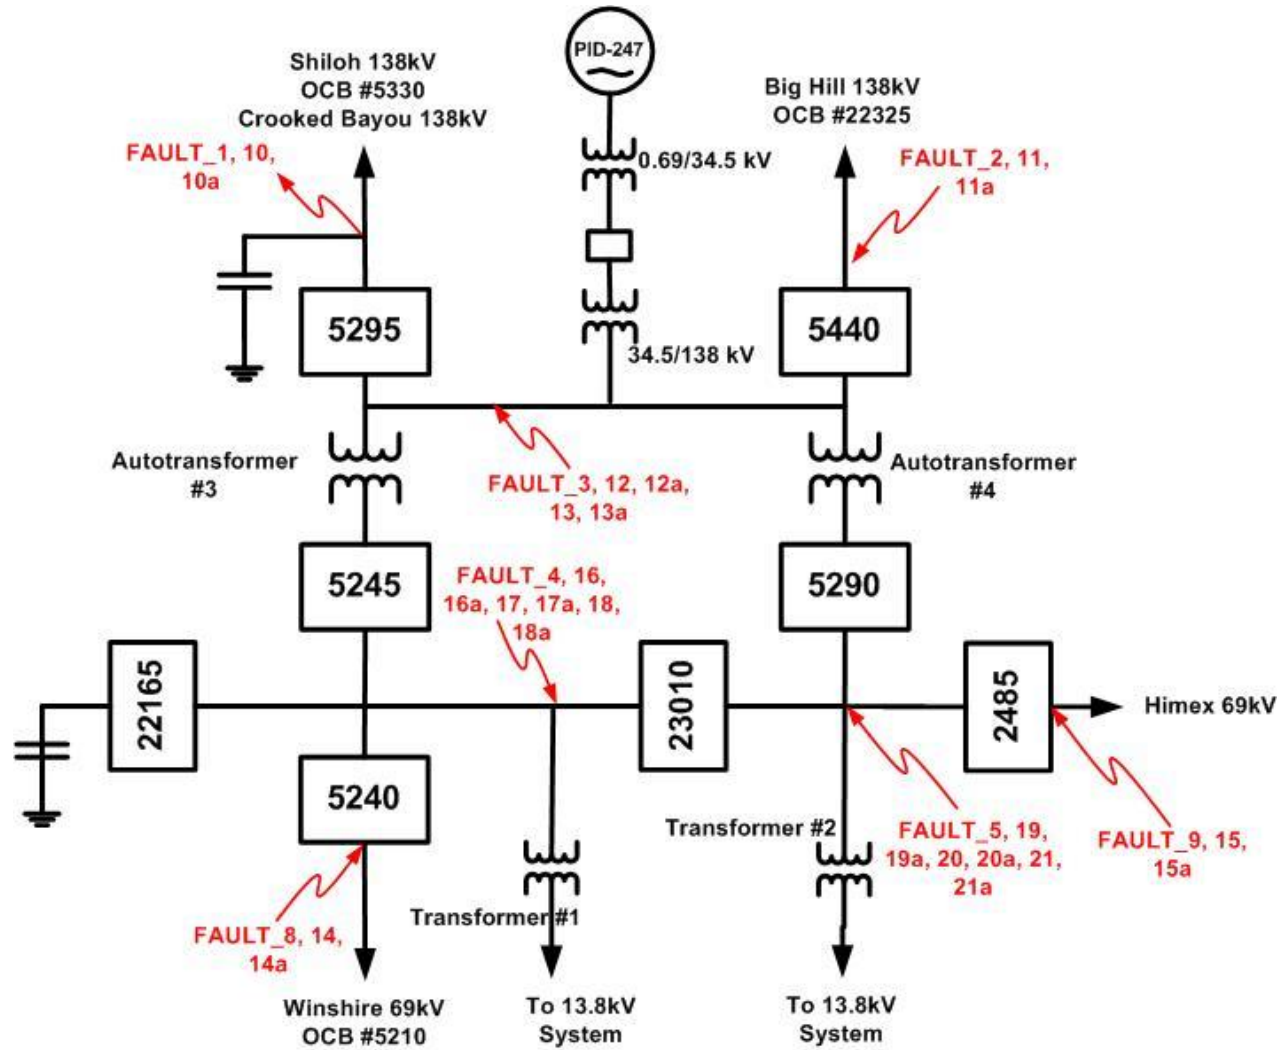 PID-247
Shiloh 138kV
OCB #5330
Crooked Bayou 138kV
Big Hill 138kV
OCB #22325
FAULT_1, 10,
10a
0.69/34.5 kV
FAULT_2, 11,
11a
5295
5440
34.5/138 kV
Autotransformer
#3
Autotransformer
#4
FAULT_3, 12, 12a,
13, 13a
5245
5290
FAULT_4, 16,
16a, 17, 17a, 18,
18a
22165
23010
2485
Himex 69kV
5240
Transformer #2
FAULT_5, 19,
19a, 20, 20a, 21,
21a
FAULT_9, 15,
15a
Transformer #1
FAULT_8, 14,
14a
Winshire 69kV
OCB #5210
To 13.8kV
System
To 13.8kV
System